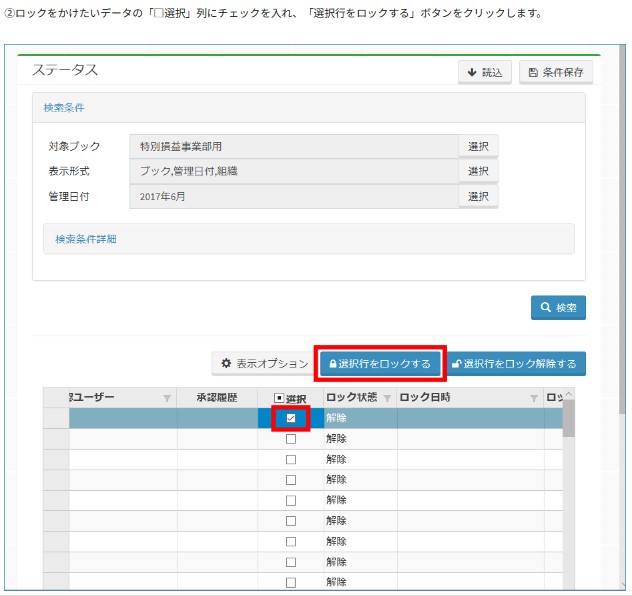 ②ロックをかけたいデータの「□選択」列にチェックを入れ、「選択行をロックする」ボタンをクリックします。
ステータス
読込
条件保存
検索条件
対象ブック 特別損益事業部用 選択
表示形式 ブック,管理日付,組織 選択
管理日付 2017年6月 選択
検索条件詳細
検索
表示オプション 選択行をロックする 選択行をロック解除する
ユーザー 承認履歴 選択 ロック状態 ロック日時 ロッ
解除
解除
解除
解除
解除
解除
解除
解除
解除